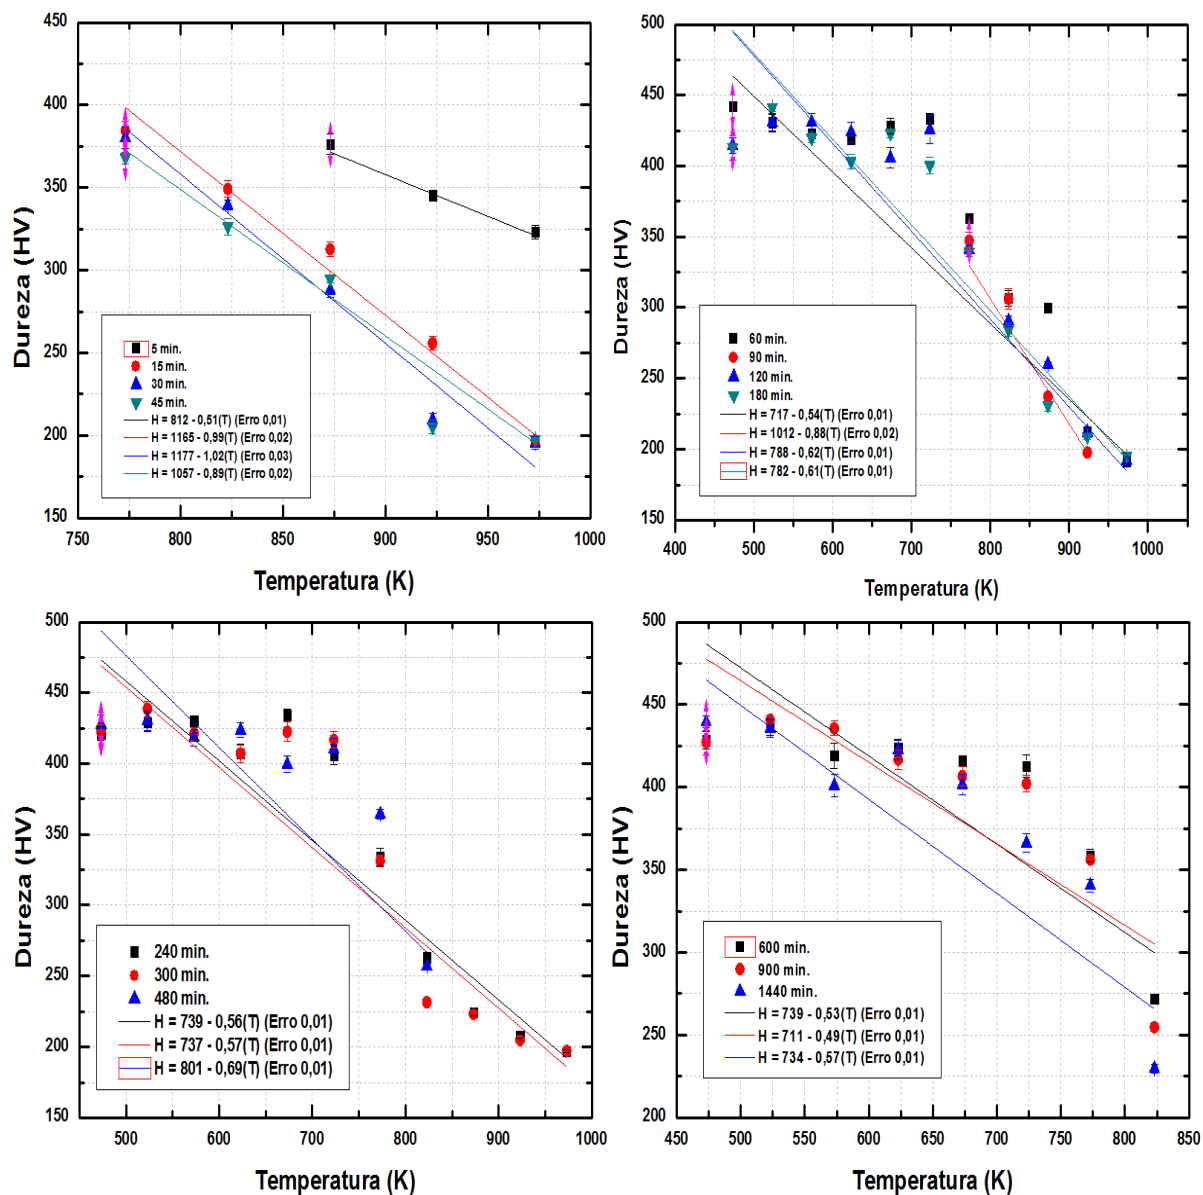 450
400
350
300
250
200
150
Dureza (HV)
5 min.
15 min.
30 min.
45 min.
H = 812 - 0,51(T) (Erro 0,01)
H = 1165 - 0,99(T) (Erro 0,02)
H = 1177 - 1,02(T) (Erro 0,03)
H = 1057 - 0,89(T) (Erro 0,02)
750 800 850 900 950 1000
Temperatura (K)
500
450
400
350
300
250
200
150
Dureza (HV)
60 min.
90 min.
120 min.
180 min.
H = 717 - 0,54(T) (Erro 0,01)
H = 1012 - 0,88(T) (Erro 0,02)
H = 788 - 0,62(T) (Erro 0,01)
H = 782 - 0,61(T) (Erro 0,01)
400 500 600 700 800 900 1000
Temperatura (K)
500
450
400
350
300
250
200
150
Dureza (HV)
240 min.
300 min.
480 min.
H = 739 - 0,56(T) (Erro 0,01)
H = 737 - 0,57(T) (Erro 0,01)
H = 801 - 0,69(T) (Erro 0,01)
500 600 700 800 900 1000
Temperatura (K)
500
450
400
350
300
250
200
Dureza (HV)
600 min.
900 min.
1440 min.
H = 739 - 0,53(T) (Erro 0,01)
H = 711 - 0,49(T) (Erro 0,01)
H = 734 - 0,57(T) (Erro 0,01)
450 500 550 600 650 700 750 800 850
Temperatura (K)